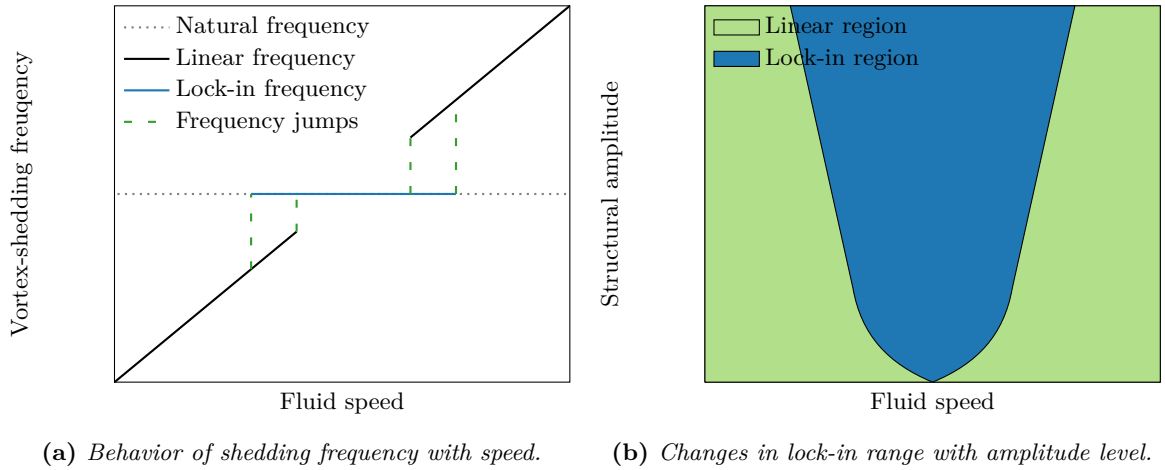 Natural frequency
Linear frequency
Lock-in frequency
Frequency jumps
Vortex-shedding freuqency
Fluid speed
(a) Behavior of shedding frequency with speed.
Linear region
Lock-in region
Structural amplitude
Fluid speed
(b) Changes in lock-in range with amplitude level.